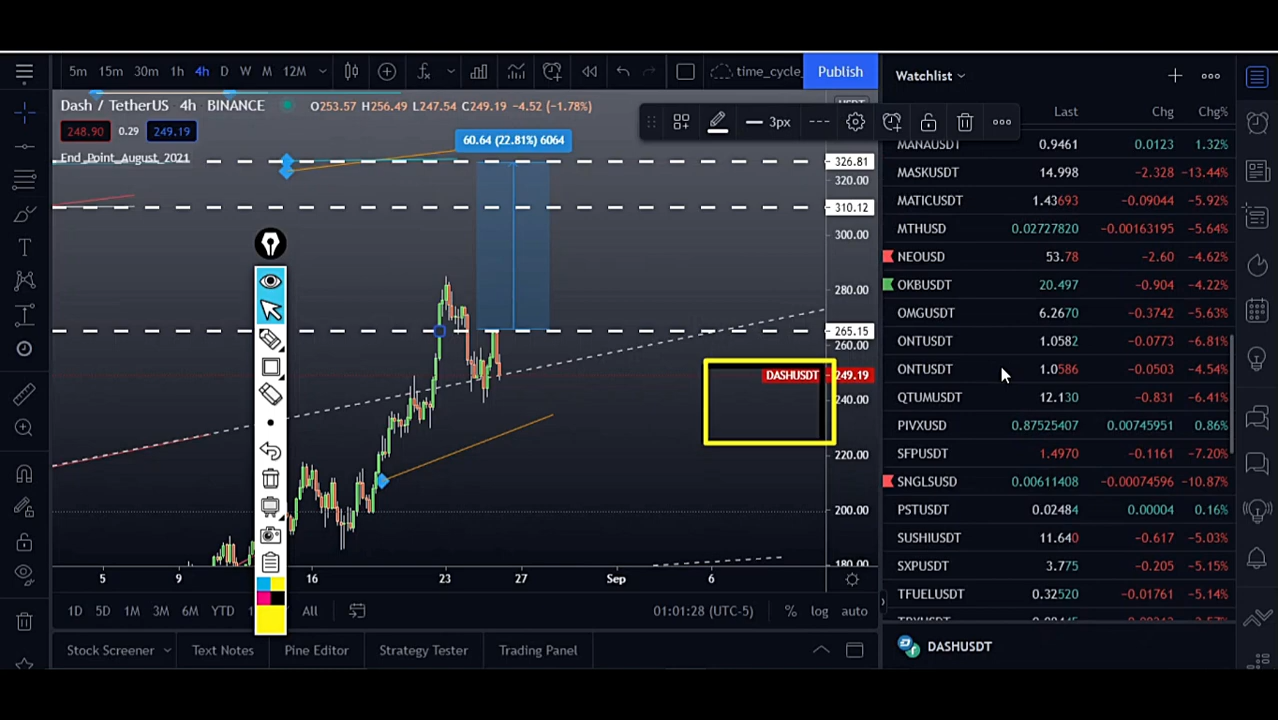 5m 15m 30m 1h 4h D W M 12M
time_cycle_
Publish
Dash / TetherUS 4h BINANCE O253.57 H256.49 L247.54 C249.19 −4.52 (−1.78%)
248.90 0.29 249.19
3px
60.64 (22.81%) 6064
End_Point_August_2021
326.81
320.00
310.12
300.00
280.00
265.15
260.00
DASHUSDT 249.19
240.00
220.00
200.00
180.00
5 9 16 23 27 Sep 6
1D 5D 1M 3M 6M YTD All
01:01:28 (UTC-5) % log auto
Stock Screener Text Notes Pine Editor Strategy Tester Trading Panel
Watchlist
Last Chg Chg%
MANAUSDT 0.9461 0.0123 1.32%
MASKUSDT 14.998 −2.328 −13.44%
MATICUSDT 1.43693 −0.09044 −5.92%
MTHUSD 0.02727820 −0.00163195 −5.64%
NEOUSD 53.78 −2.60 −4.62%
OKBUSDT 20.497 −0.904 −4.22%
OMGUSDT 6.2670 −0.3742 −5.63%
ONTUSDT 1.0582 −0.0773 −6.81%
ONTUSDT 1.0586 −0.0503 −4.54%
QTUMUSDT 12.130 −0.831 −6.41%
PIVXUSD 0.87525407 0.00745951 0.86%
SFPUSDT 1.4970 −0.1161 −7.20%
SNGLSUSD 0.00611408 −0.00074596 −10.87%
PSTUSDT 0.02484 0.00004 0.16%
SUSHIUSDT 11.640 −0.617 −5.03%
SXPUSDT 3.775 −0.205 −5.15%
TFUELUSDT 0.32520 −0.01761 −5.14%
DASHUSDT